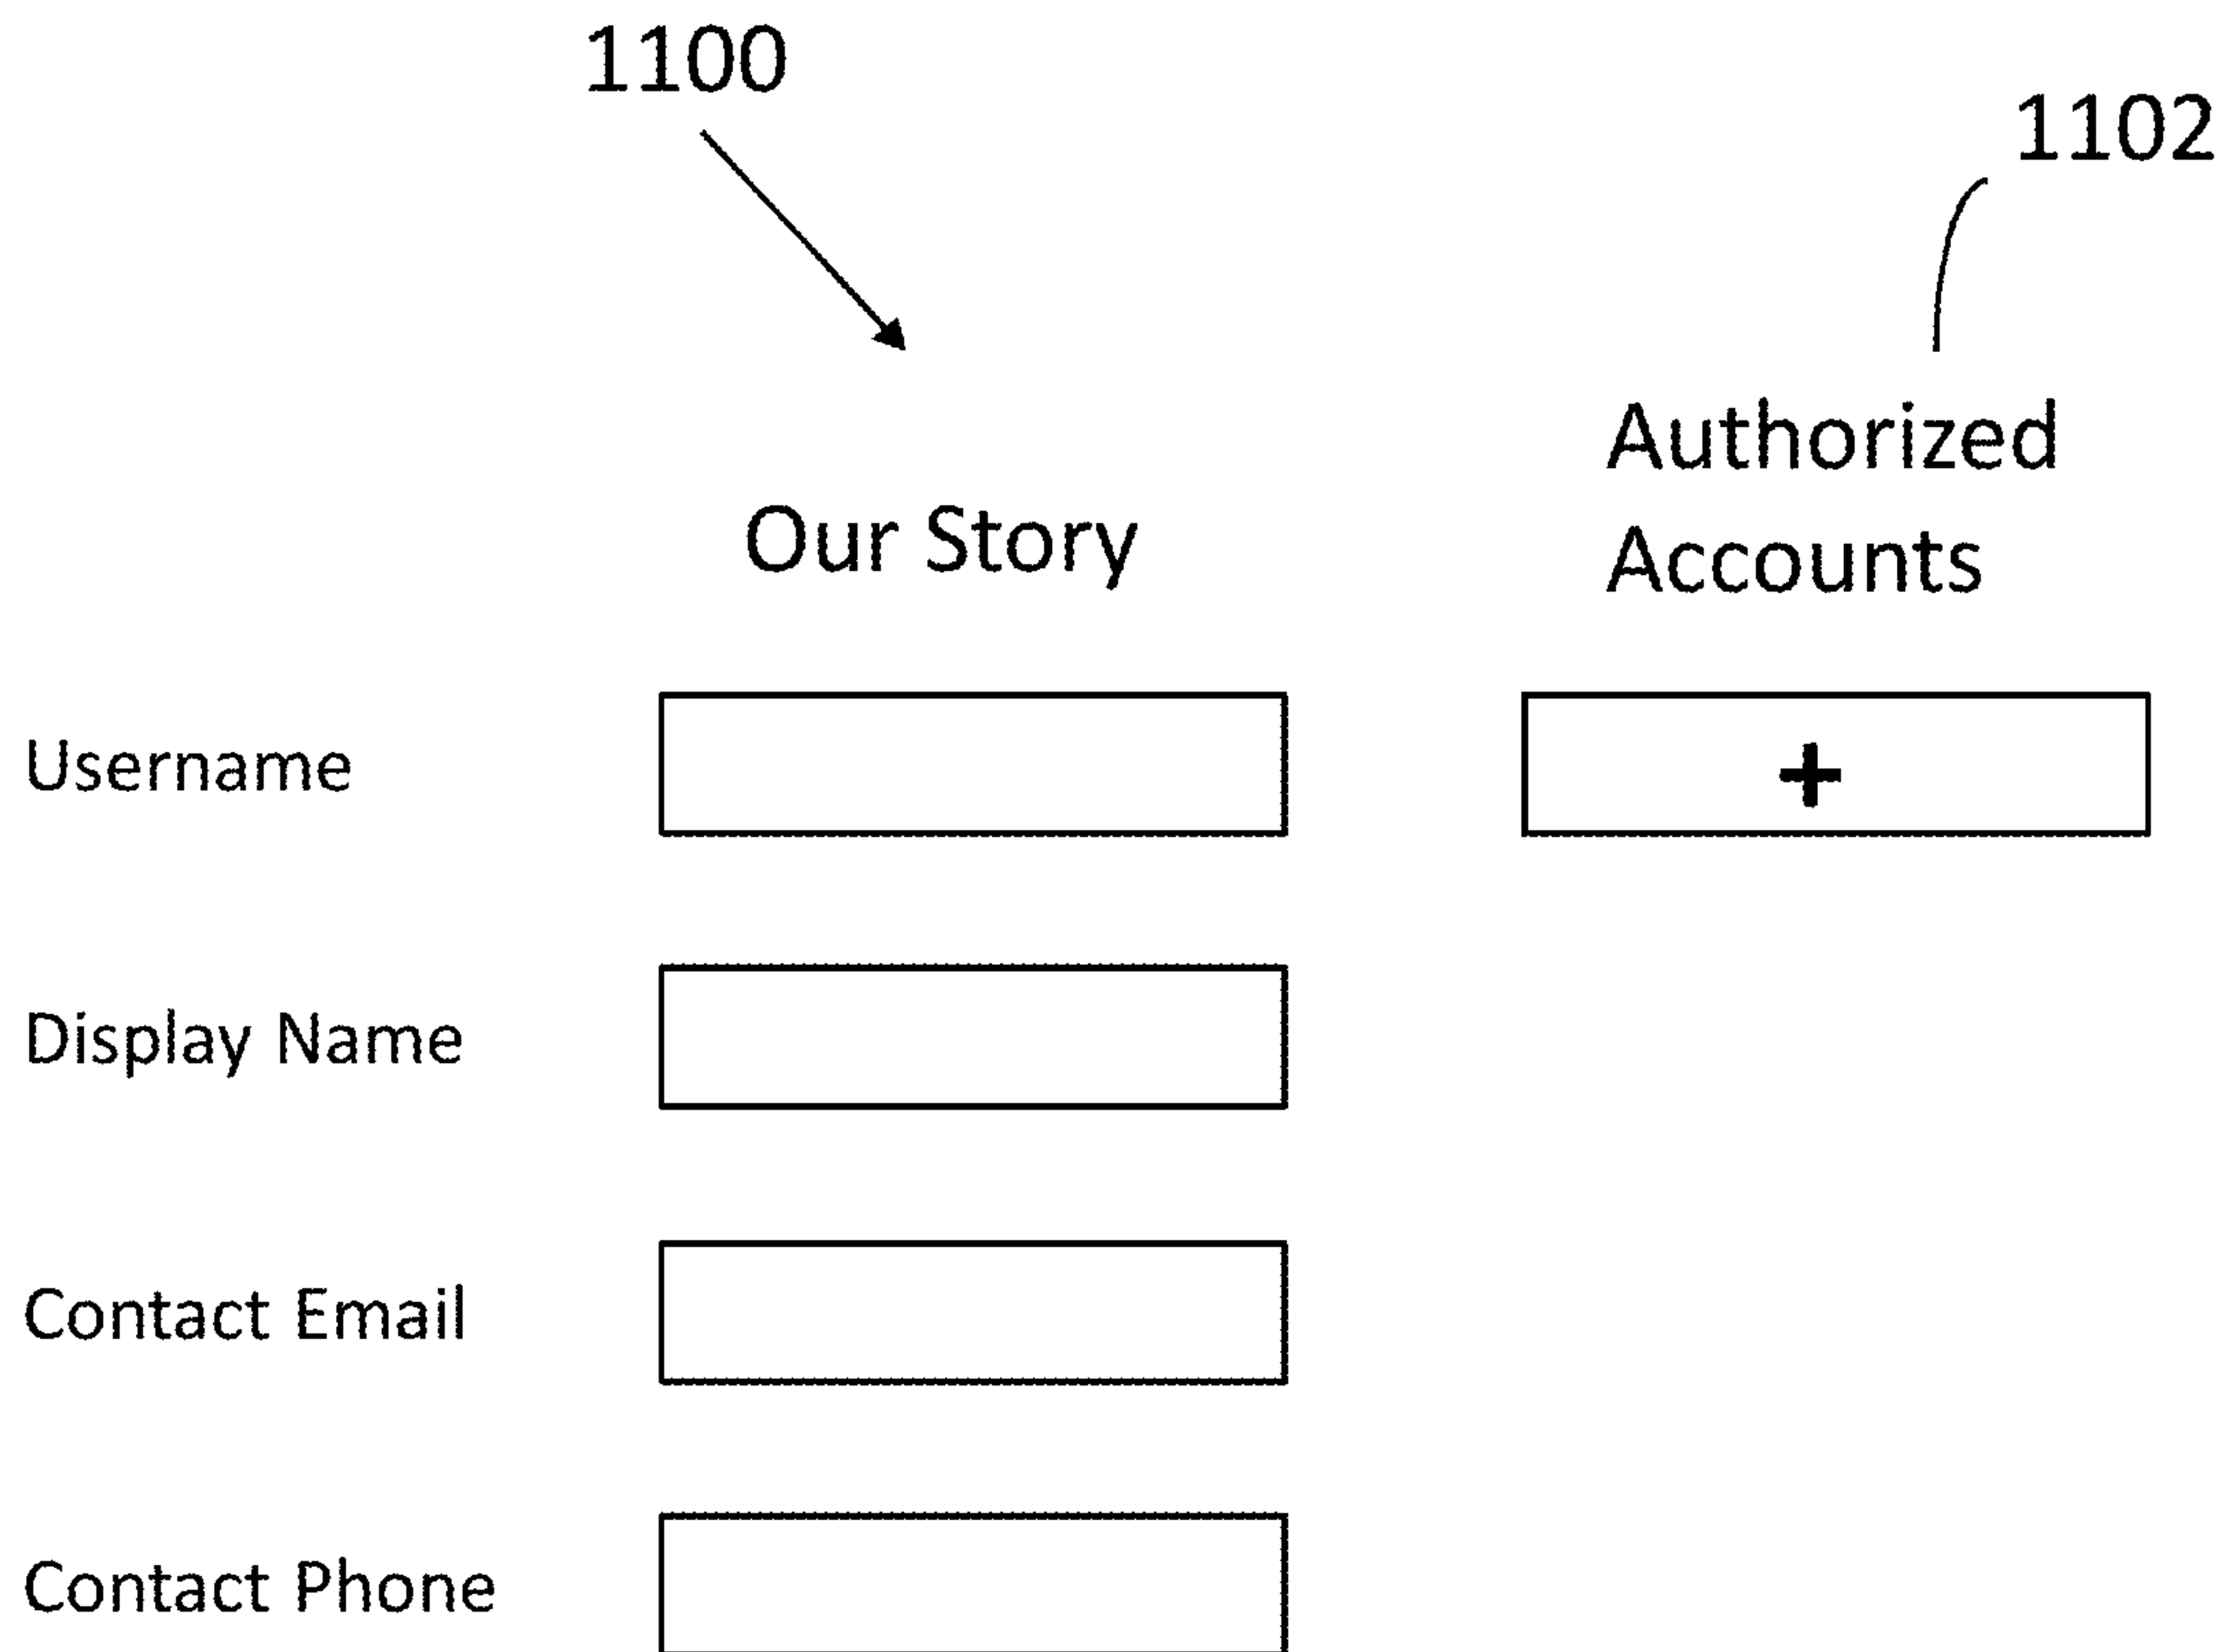 1100
1102
Our Story
Authorized
Accounts
Username
+
Display Name
Contact Email
Contact Phone